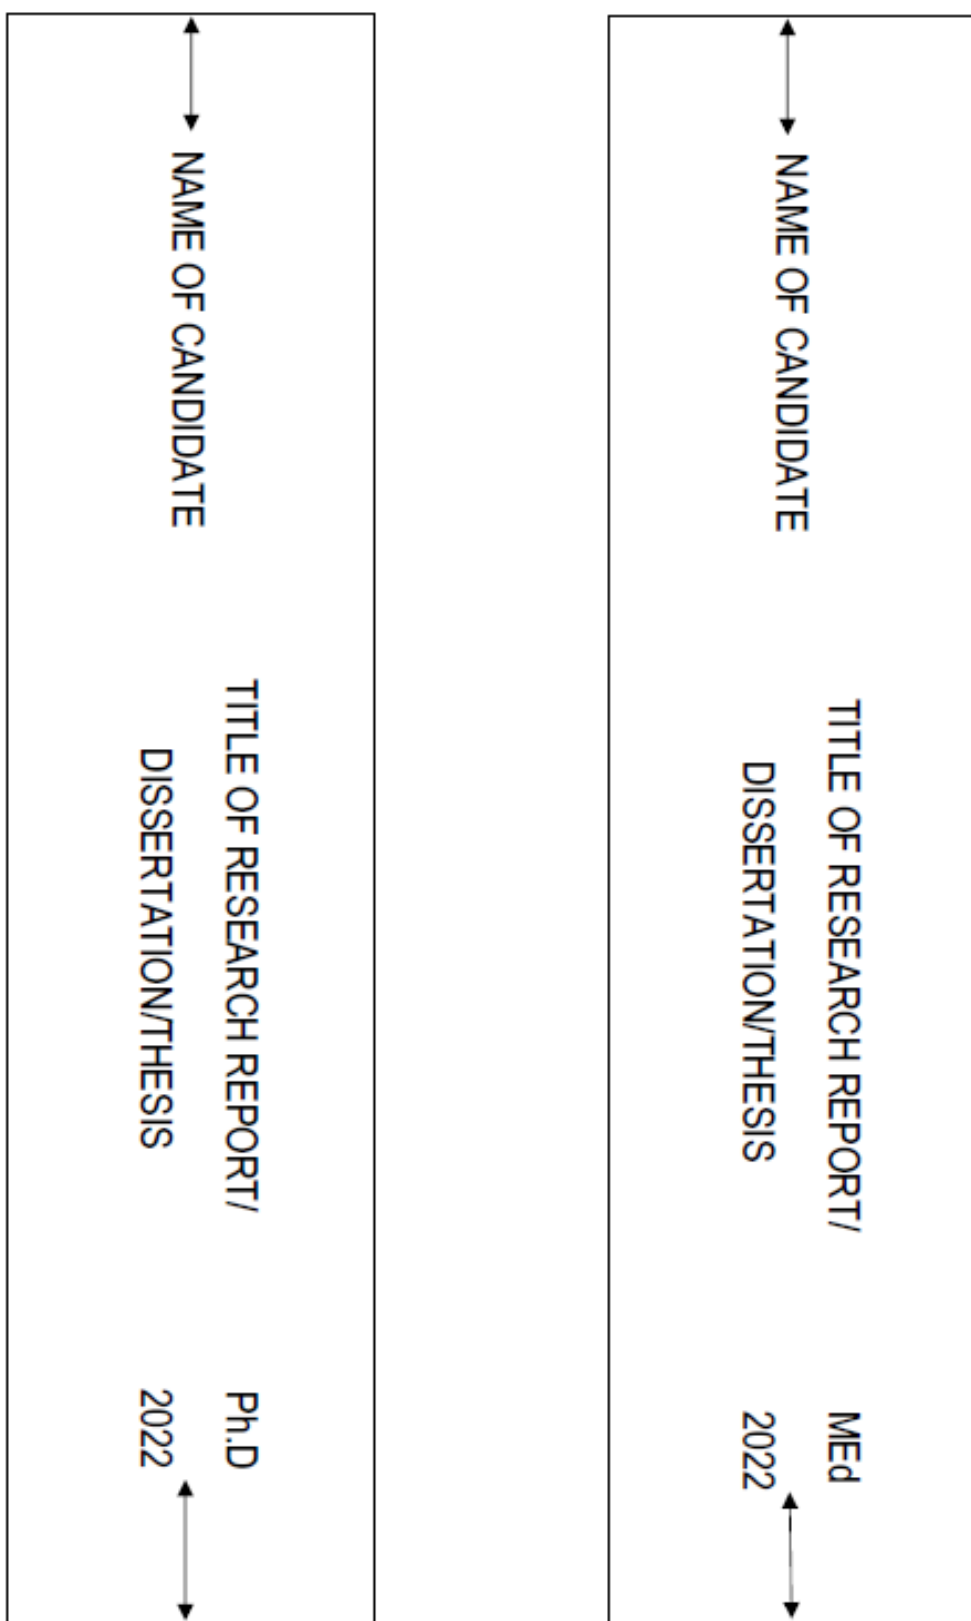 NAME OF CANDIDATE
TITLE OF RESEARCH REPORT/
DISSERTATION/THESIS
Ph.D
2022
NAME OF CANDIDATE
TITLE OF RESEARCH REPORT/
DISSERTATION/THESIS
MEd
2022